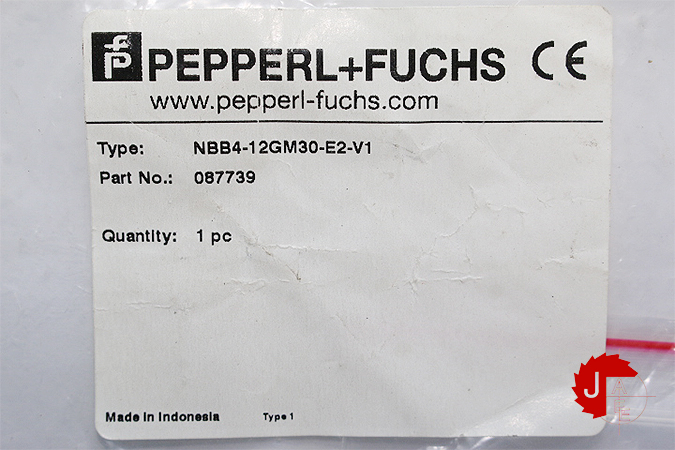 PEPPERL+FUCHS CE
www.pepperl-fuchs.com
Type: NBB4-12GM30-E2-V1
Part No.: 087739
Quantity: 1 pc
Made in Indonesia Type 1
J